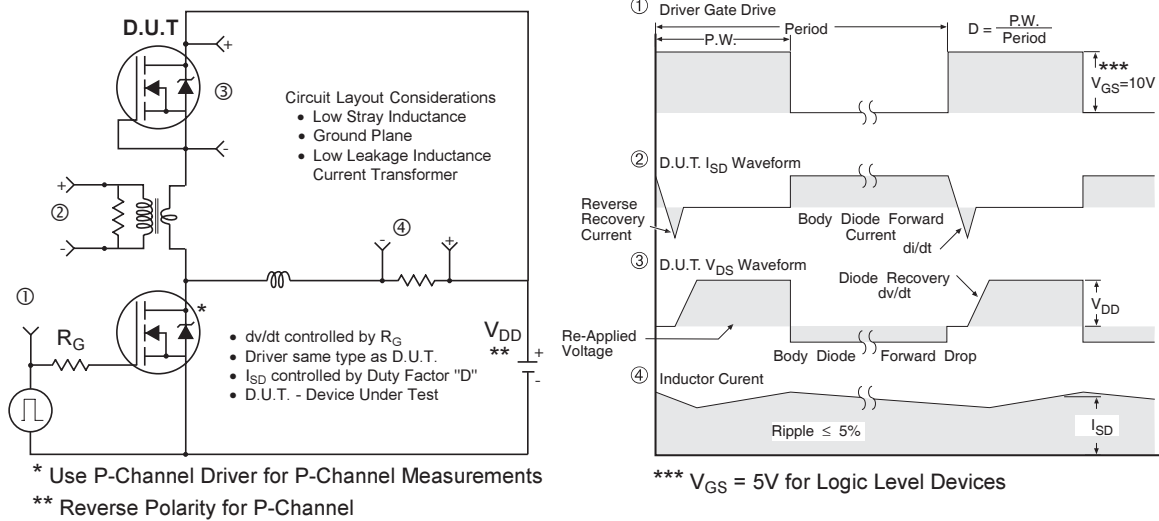 D.U.T
+
③
-
Circuit Layout Considerations
• Low Stray Inductance
• Ground Plane
• Low Leakage Inductance
Current Transformer
+
②
-
④
- +
①
R_G
*
• dv/dt controlled by R_G
• Driver same type as D.U.T.
• I_SD controlled by Duty Factor "D"
• D.U.T. - Device Under Test
V_DD
**
+
-
* Use P-Channel Driver for P-Channel Measurements
** Reverse Polarity for P-Channel
① Driver Gate Drive
P.W.
Period
D = P.W. / Period
***
V_GS=10V
② D.U.T. I_SD Waveform
Reverse
Recovery
Current
Body Diode Forward
Current
di/dt
③ D.U.T. V_DS Waveform
Diode Recovery
dv/dt
V_DD
Re-Applied
Voltage
Body Diode Forward Drop
④ Inductor Curent
Ripple ≤ 5%
I_SD
*** V_GS = 5V for Logic Level Devices